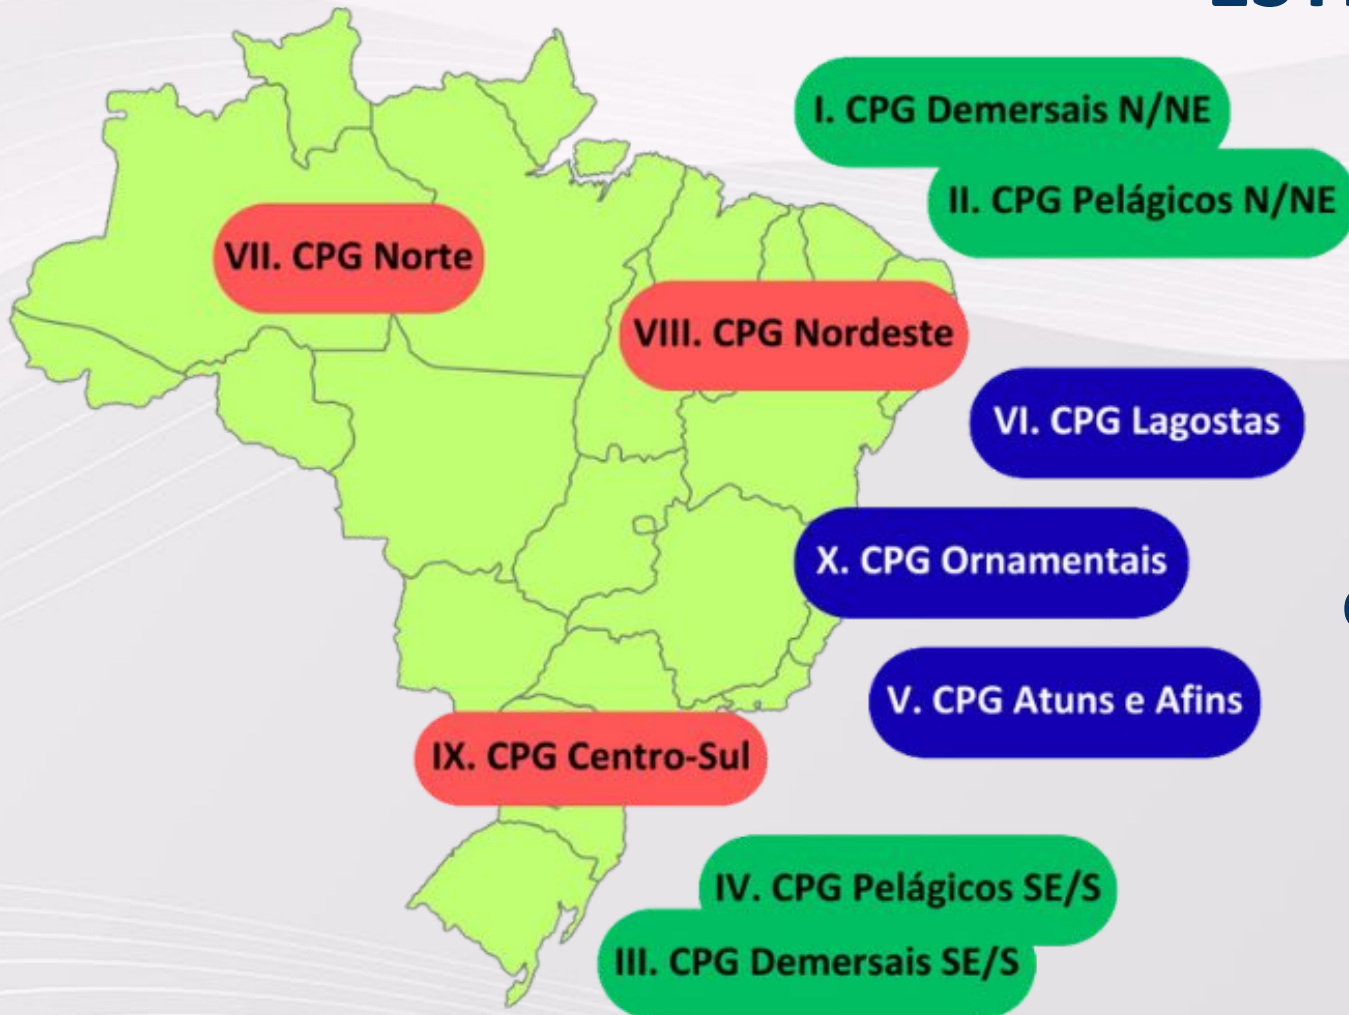 I. CPG Demersais N/NE
II. CPG Pelágicos N/NE
VII. CPG Norte
VIII. CPG Nordeste
VI. CPG Lagostas
X. CPG Ornamentais
V. CPG Atuns e Afins
IX. CPG Centro-Sul
IV. CPG Pelágicos SE/S
III. CPG Demersais SE/S